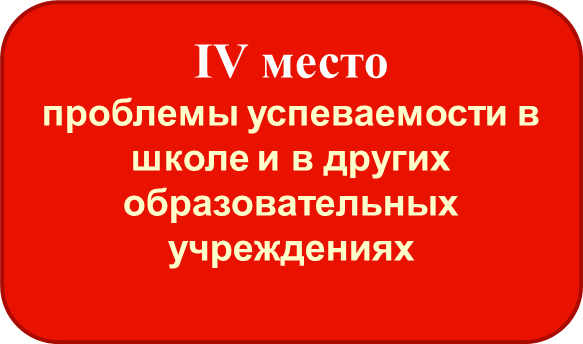 IV место
проблемы успеваемости в
школе и в других
образовательных
учреждениях